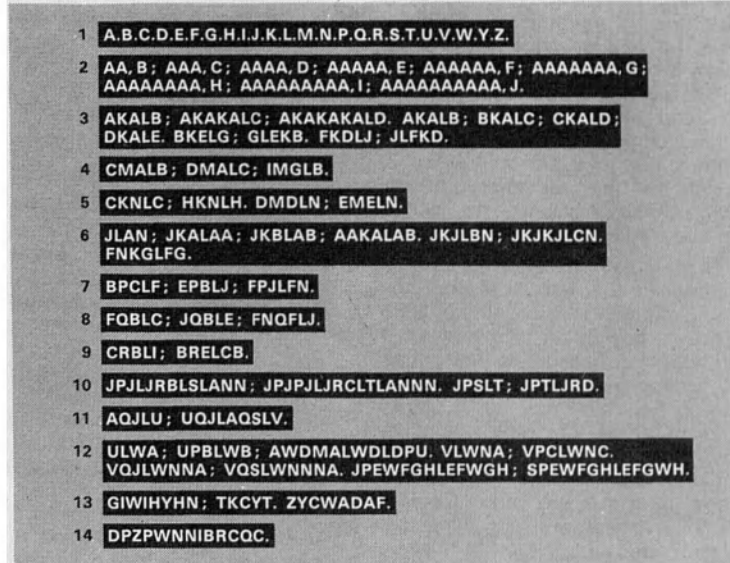 1 A.B.C.D.E.F.G.H.I.J.K.L.M.N.P.Q.R.S.T.U.V.W.Y.Z.
2 AA, B; AAA, C; AAAA, D; AAAAA, E; AAAAAA, F; AAAAAAA, G;
AAAAAAAA, H; AAAAAAAAA, I; AAAAAAAAAA, J.
3 AKALB; AKAKALC; AKAKAKALD. AKALB; BKALC; CKALD;
DKALE. BKELG; GLEKB. FKDLJ; JLFKD.
4 CMALB; DMALC; IMGLB.
5 CKNLC; HKNLH. DMDLN; EMELN.
6 JLAN; JKALAA; JKBLAB; AAKALAB. JKJLBN; JKJKJLCN.
FNKGLFG.
7 BPCLF; EPBLJ; FPJLFN.
8 FQBLC; JQBLE; FNQFLJ.
9 CRBLI; BRELCB.
10 JPJLJRBLSLANN; JPJPJLJRCLTLANNN. JPSLT; JPTLJRD.
11 AQJLU; UQJLAQSLV.
12 ULWA; UPBLWB; AWDMALWDLDPU. VLWNA; VPCLWNC.
VQJLWNNA; VQSLWNNNA. JPEWFGHLEFWGH; SPEWFGHLEFGWH.
13 GIWIHYHN; TKCYT. ZYCWADAF.
14 DPZPWNNIBRCQC.